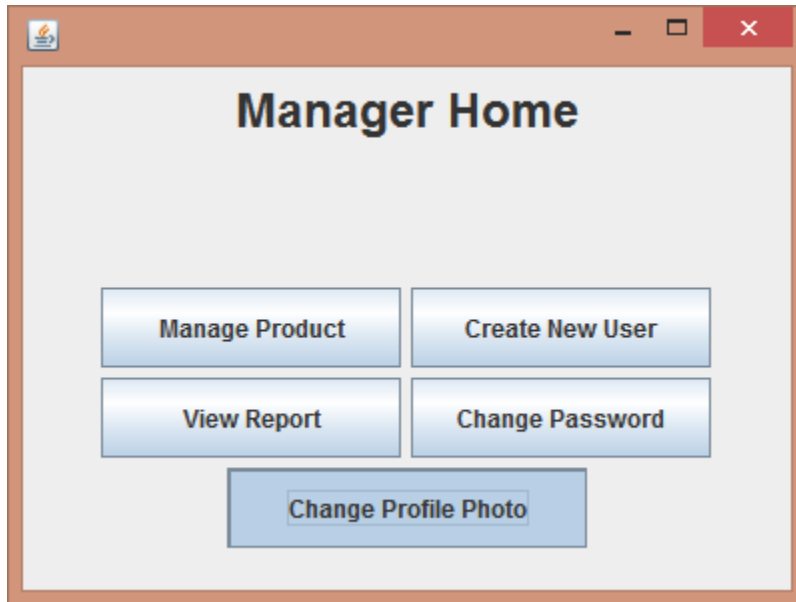 Manager Home
Manage Product
Create New User
View Report
Change Password
Change Profile Photo